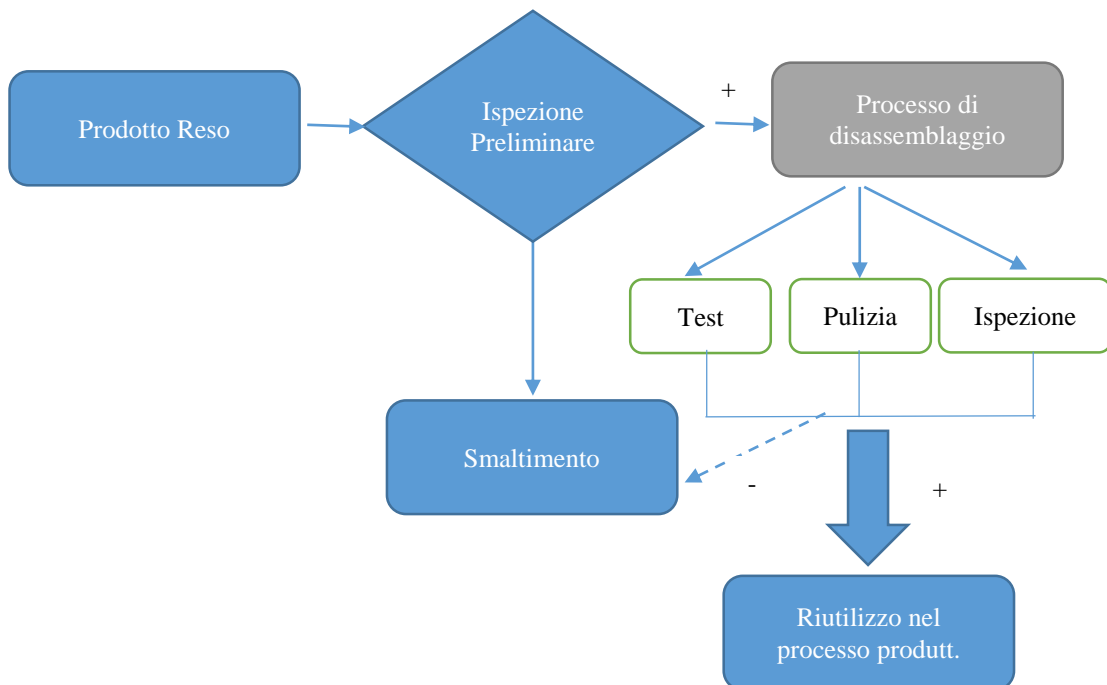 Prodotto Reso
Ispezione
Preliminare
+
Processo di
disassemblaggio
Test
Pulizia
Ispezione
Smaltimento
-
+
Riutilizzo nel
processo produtt.